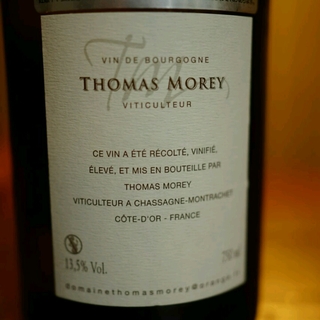 VIN DE BOURGOGNE
THOMAS MOREY
VITICULTEUR
CE VIN A ÉTÉ RÉCOLTÉ, VINIFIÉ,
ÉLEVÉ, ET MIS EN BOUTEILLE PAR
THOMAS MOREY
VITICULTEUR A CHASSAGNE-MONTRACHET
CÔTE-D'OR - FRANCE
13,5% Vol. 750 ml
domainethomasmorey@orange.fr